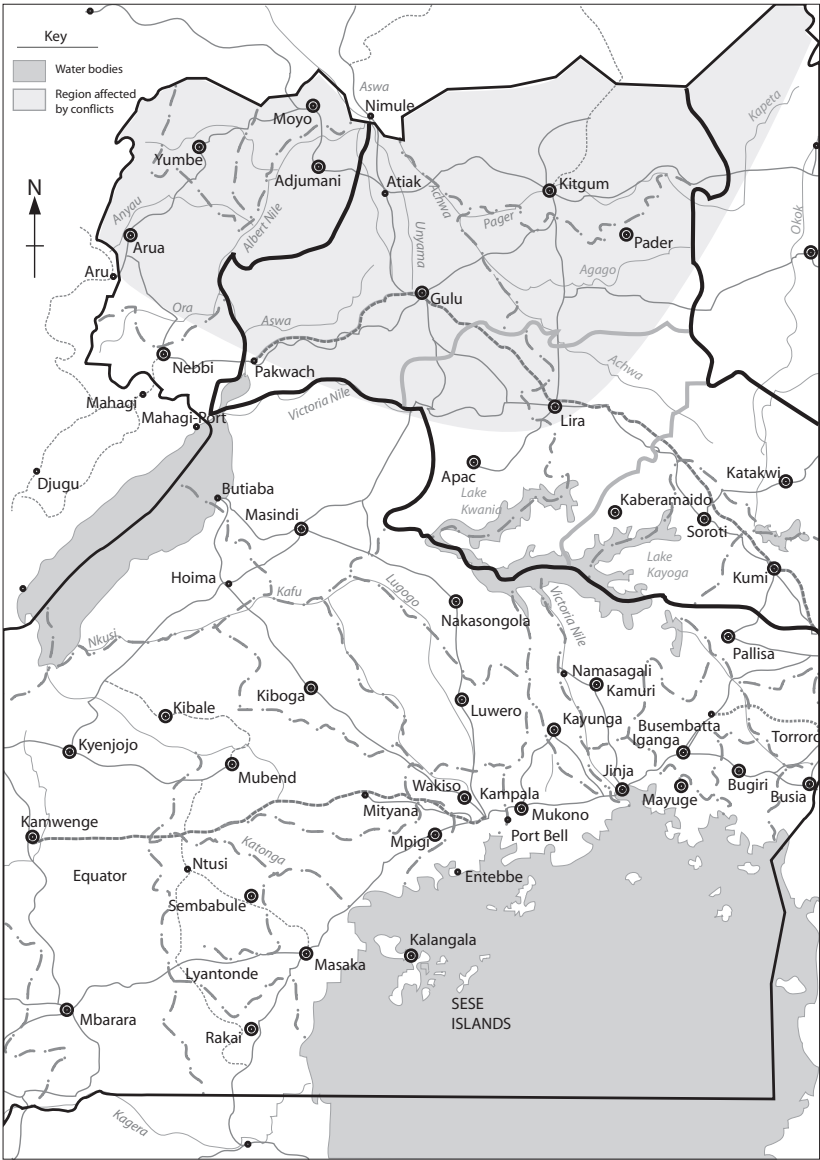 Key
Water bodies
Region affected
by conflicts
N
Aswa
Nimule
Moyo
Kapeta
Yumbe
Adjumani
Atiak
Achwa
Kitgum
Anyau
Albert Nile
Unyama
Pager
Okok
Arua
Pader
Aru
Agago
Ora
Gulu
Aswa
Nebbi
Pakwach
Achwa
Mahagi
Victoria Nile
Mahagi-Port
Lira
Djugu
Apac
Katakwi
Butiaba
Lake
Kwania
Kaberamaido
Masindi
Soroti
Lake
Kayoga
Hoima
Kumi
Kafu
Lugogo
Victoria Nile
Nakasongola
Nkusi
Pallisa
Namasagali
Kamuri
Kiboga
Kibale
Luwero
Kayunga
Busembatta
Iganga
Torroro
Kyenjojo
Mubend
Jinja
Bugiri
Wakiso
Kampala
Mayuge
Busia
Mityana
Mukono
Kamwenge
Port Bell
Mpigi
Katonga
Ntusi
Equator
Entebbe
Sembabule
Kalangala
Masaka
Lyantonde
SESE
ISLANDS
Mbarara
Rakai
Kagera